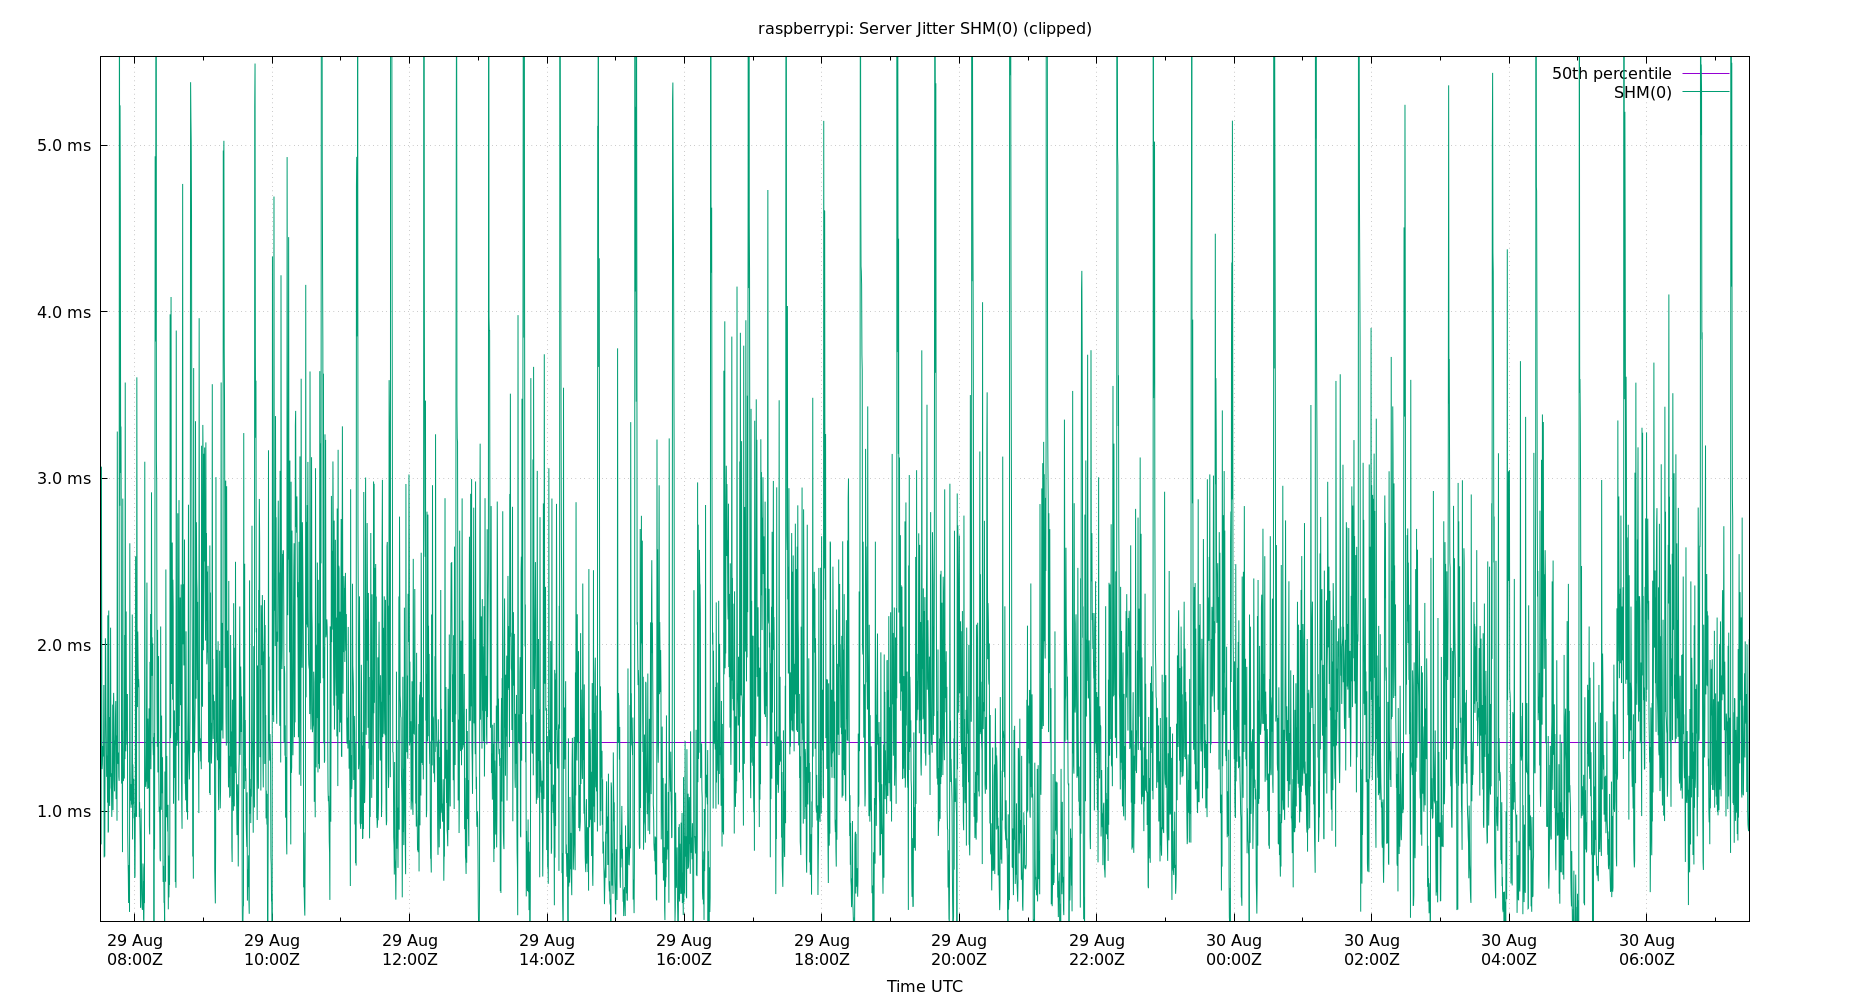 raspberrypi: Server Jitter SHM(0) (clipped)
50th percentile
SHM(0)
5.0 ms
4.0 ms
3.0 ms
2.0 ms
1.0 ms
29 Aug 29 Aug 29 Aug 29 Aug 29 Aug 29 Aug 29 Aug 29 Aug 30 Aug 30 Aug 30 Aug 30 Aug
08:00Z 10:00Z 12:00Z 14:00Z 16:00Z 18:00Z 20:00Z 22:00Z 00:00Z 02:00Z 04:00Z 06:00Z
Time UTC